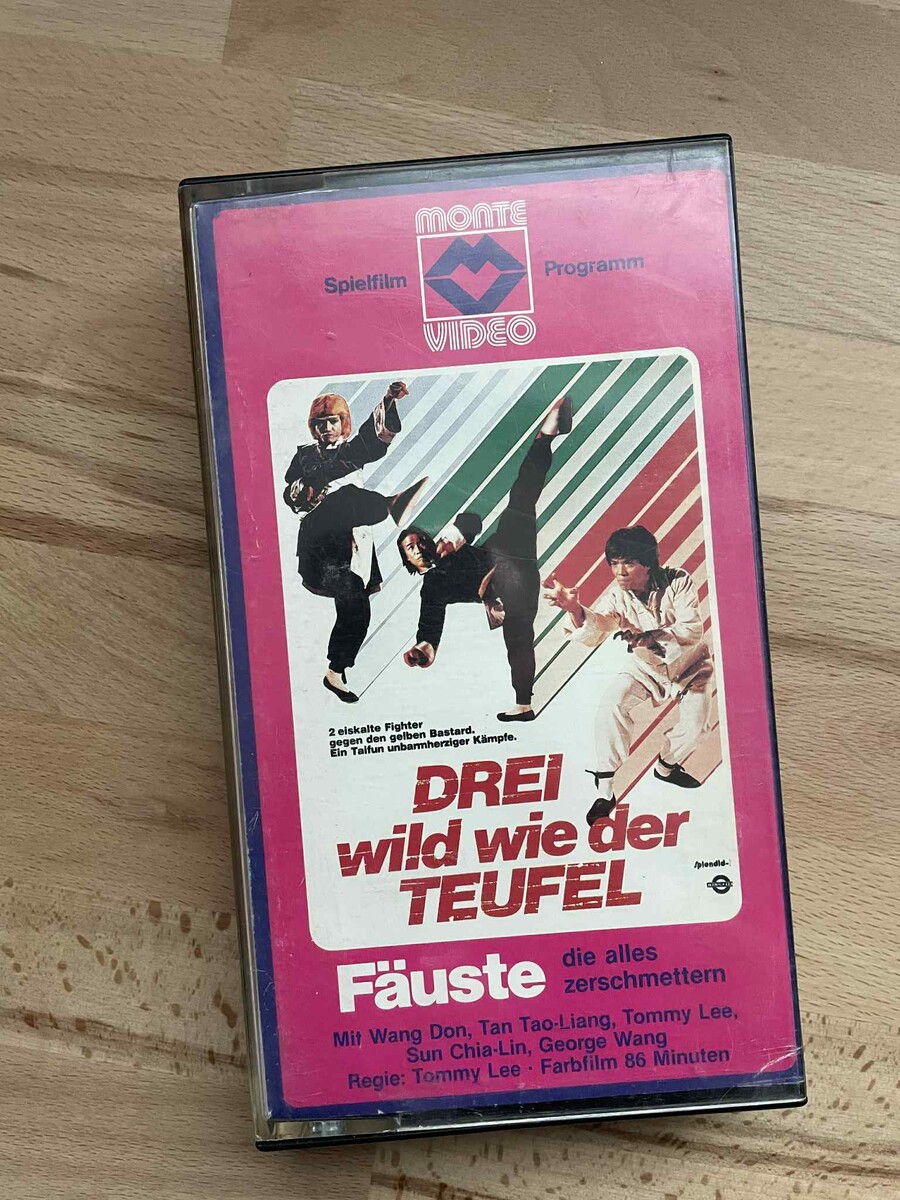 MONTE
Spielfilm Programm
VIDEO
2 eiskalte Fighter
gegen den gelben Bastard.
Ein Taifun unbarmherziger Kämpfe.
DREI
wild wie der
TEUFEL
Splendid-
Fäuste die alles
zerschmettern
Mit Wang Don, Tan Tao-Liang, Tommy Lee,
Sun Chia-Lin, George Wang
Regie: Tommy Lee · Farbfilm 86 Minuten